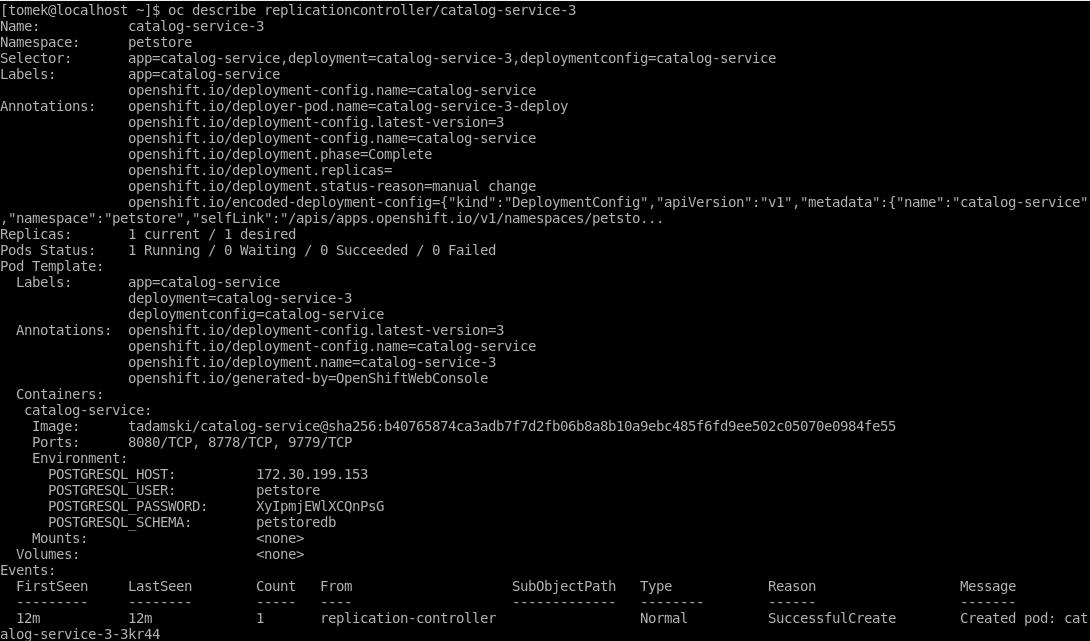 [tomek@localhost ~]$ oc describe replicationcontroller/catalog-service-3
Name:           catalog-service-3
Namespace:      petstore
Selector:       app=catalog-service,deployment=catalog-service-3,deploymentconfig=catalog-service
Labels:         app=catalog-service
                openshift.io/deployment-config.name=catalog-service
Annotations:    openshift.io/deployer-pod.name=catalog-service-3-deploy
                openshift.io/deployment-config.latest-version=3
                openshift.io/deployment-config.name=catalog-service
                openshift.io/deployment.phase=Complete
                openshift.io/deployment.replicas=
                openshift.io/deployment.status-reason=manual change
                openshift.io/encoded-deployment-config={"kind":"DeploymentConfig","apiVersion":"v1","metadata":{"name":"catalog-service"
,"namespace":"petstore","selfLink":"/apis/apps.openshift.io/v1/namespaces/petsto...
Replicas:       1 current / 1 desired
Pods Status:    1 Running / 0 Waiting / 0 Succeeded / 0 Failed
Pod Template:
  Labels:       app=catalog-service
                deployment=catalog-service-3
                deploymentconfig=catalog-service
  Annotations:  openshift.io/deployment-config.latest-version=3
                openshift.io/deployment-config.name=catalog-service
                openshift.io/deployment.name=catalog-service-3
                openshift.io/generated-by=OpenShiftWebConsole
  Containers:
   catalog-service:
    Image:      tadamski/catalog-service@sha256:b40765874ca3adb7f7d2fb06b8a8b10a9ebc485f6fd9ee502c05070e0984fe55
    Ports:      8080/TCP, 8778/TCP, 9779/TCP
    Environment:
      POSTGRESQL_HOST:          172.30.199.153
      POSTGRESQL_USER:          petstore
      POSTGRESQL_PASSWORD:      XyIpmjEWlXCQnPsG
      POSTGRESQL_SCHEMA:        petstoredb
    Mounts:                     <none>
  Volumes:                      <none>
Events:
  FirstSeen     LastSeen        Count   From                    SubObjectPath   Type            Reason                  Message
  ---------     --------        -----   ----                    -------------   --------        ------                  -------
  12m           12m             1       replication-controller                  Normal          SuccessfulCreate        Created pod: cat
alog-service-3-3kr44